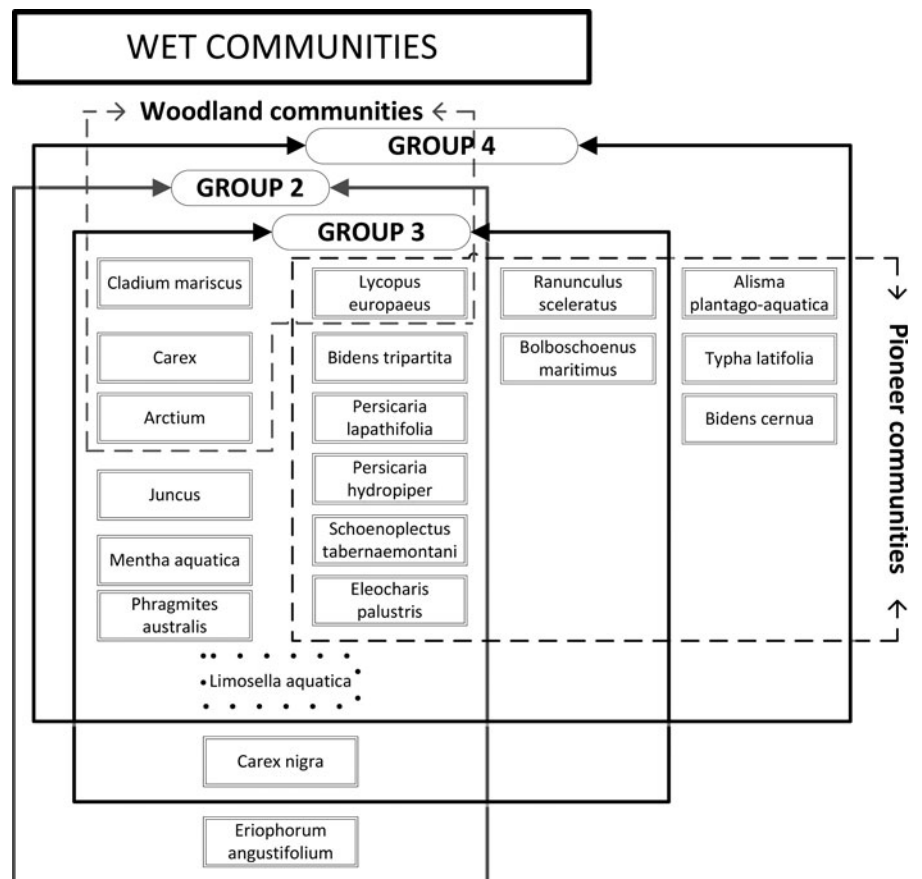 WET COMMUNITIES
Woodland communities
GROUP 4
GROUP 2
GROUP 3
Cladium mariscus
Lycopus
europaeus
Ranunculus
sceleratus
Alisma
plantago-aquatica
Carex
Bidens tripartita
Bolboschoenus
maritimus
Typha latifolia
Arctium
Persicaria
lapathifolia
Bidens cernua
Juncus
Persicaria
hydropiper
Mentha aquatica
Schoenoplectus
tabernaemontani
Phragmites
australis
Eleocharis
palustris
Pioneer communities
Limosella aquatica
Carex nigra
Eriophorum
angustifolium